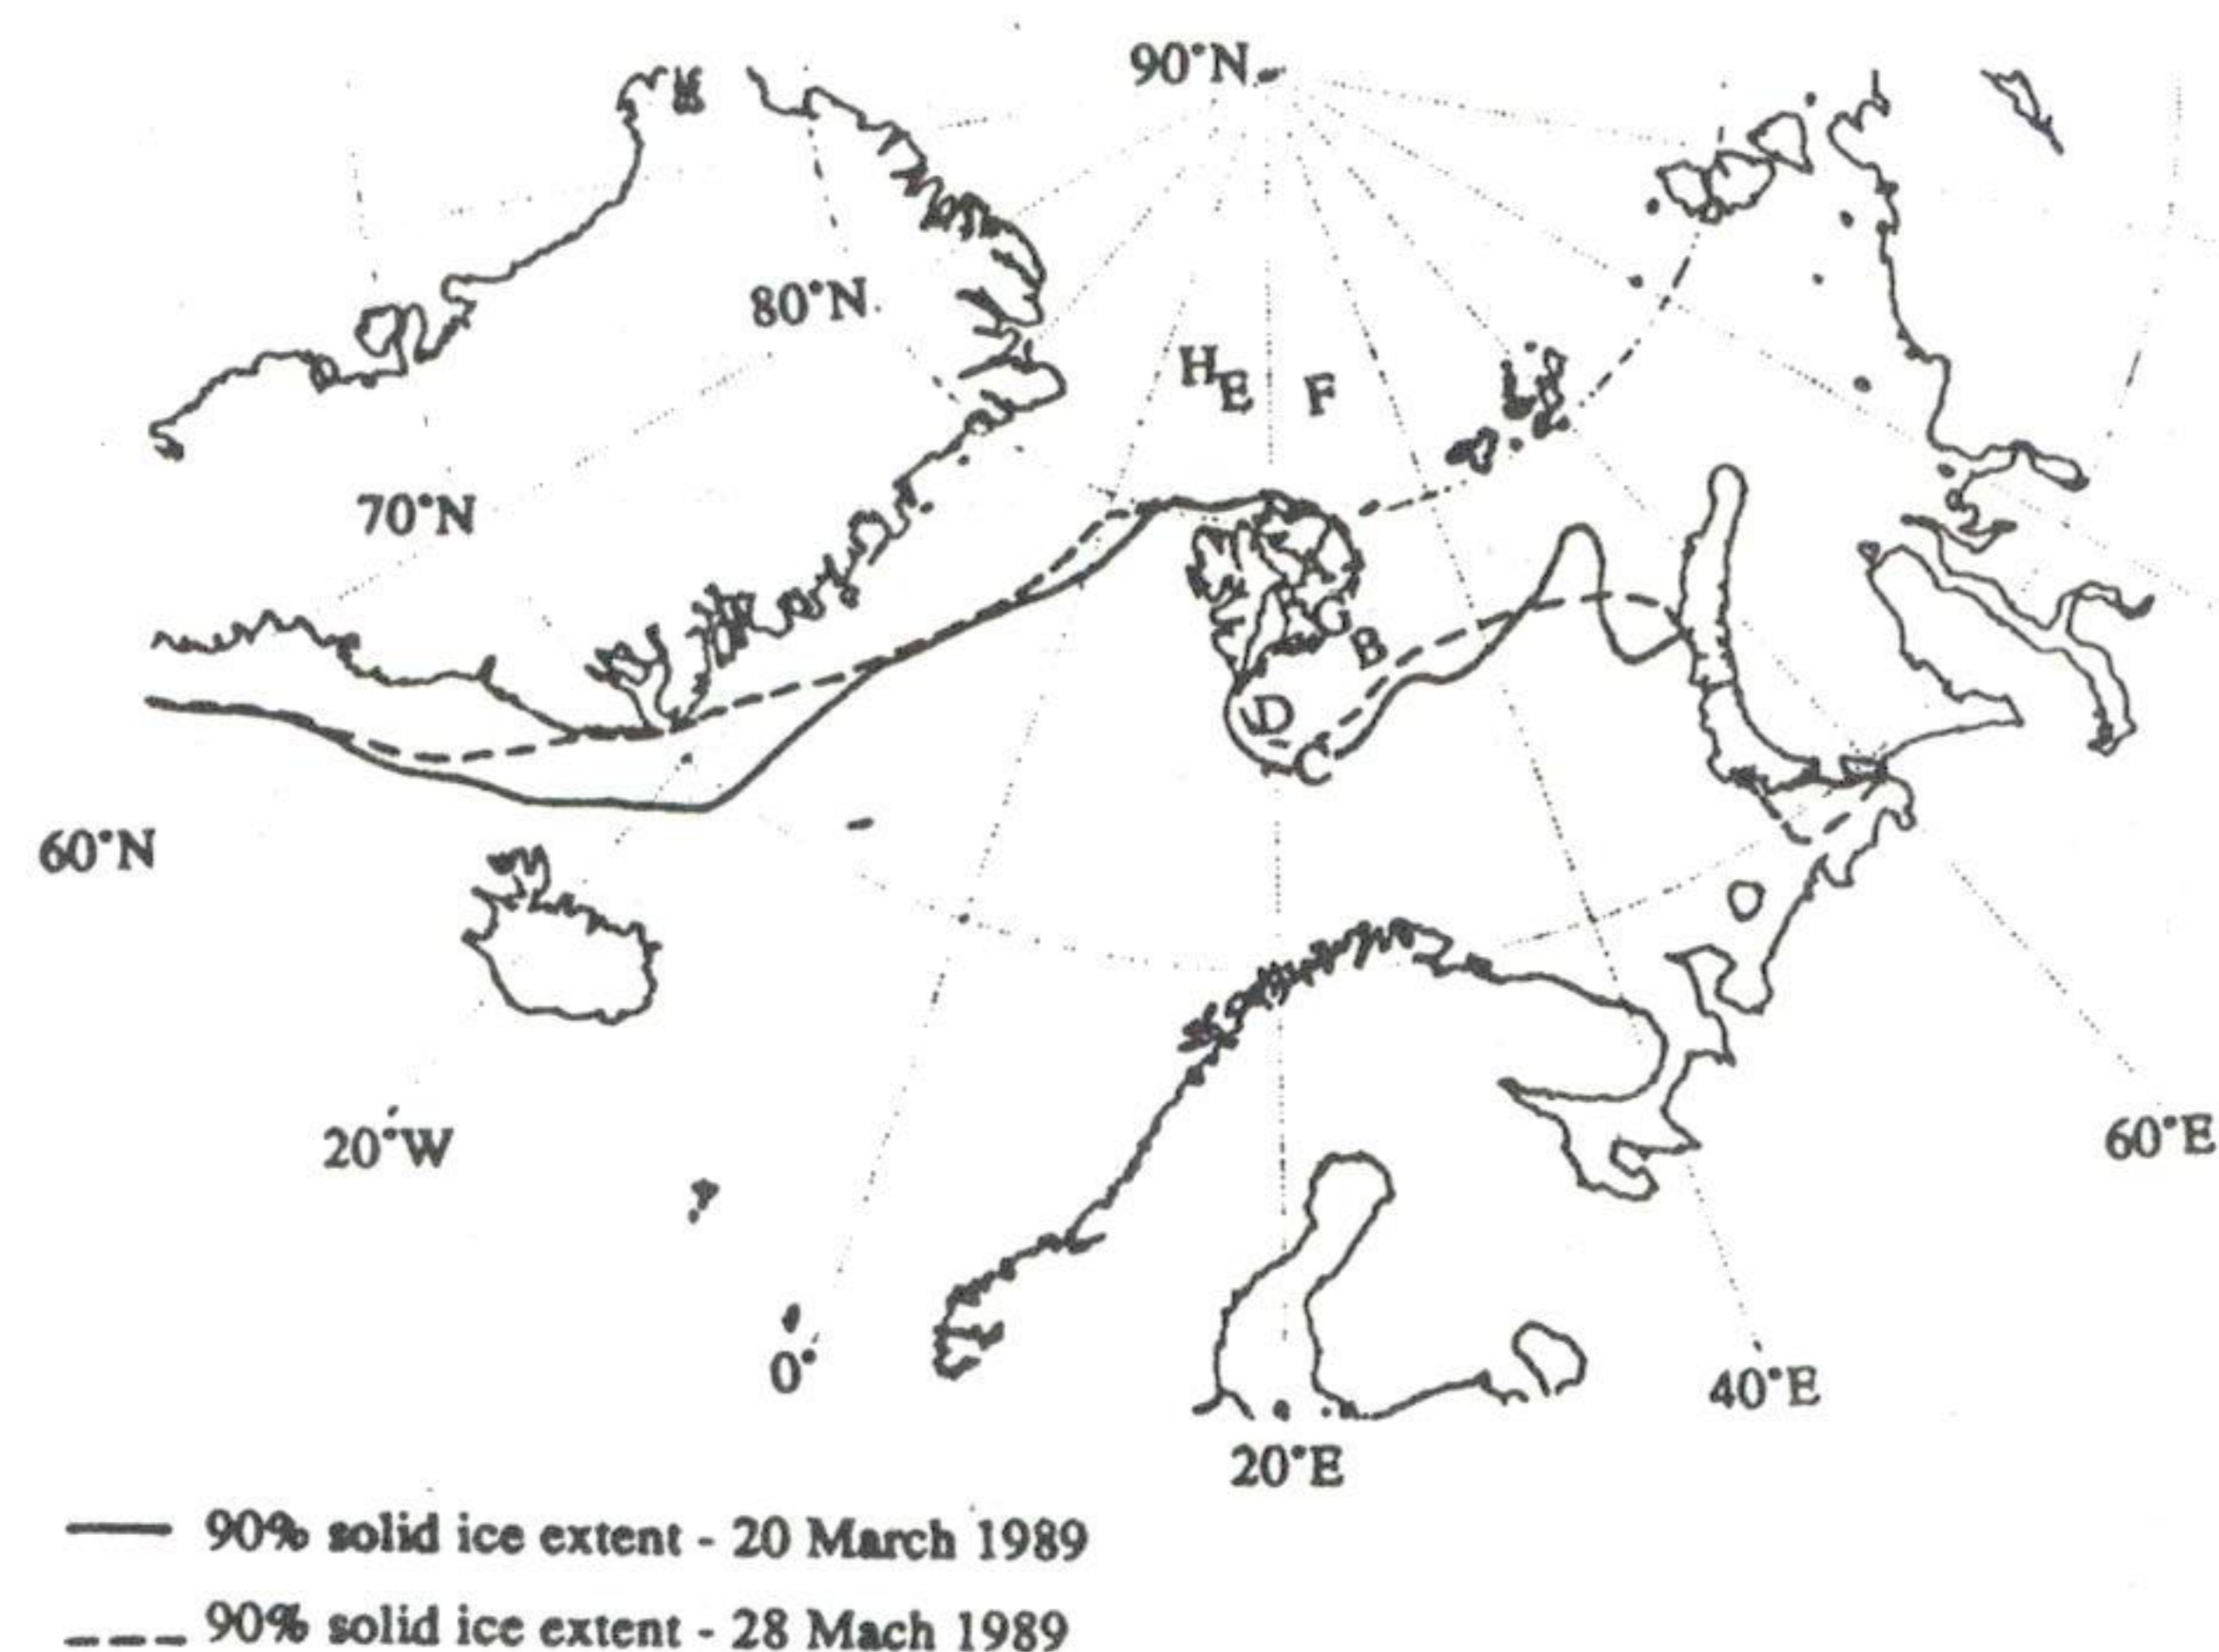 90°N
80°N
H
E
F
70°N
G
B
D
C
60°N
20°W
60°E
0°
40°E
20°E
90% solid ice extent - 20 March 1989
90% solid ice extent - 28 Mach 1989